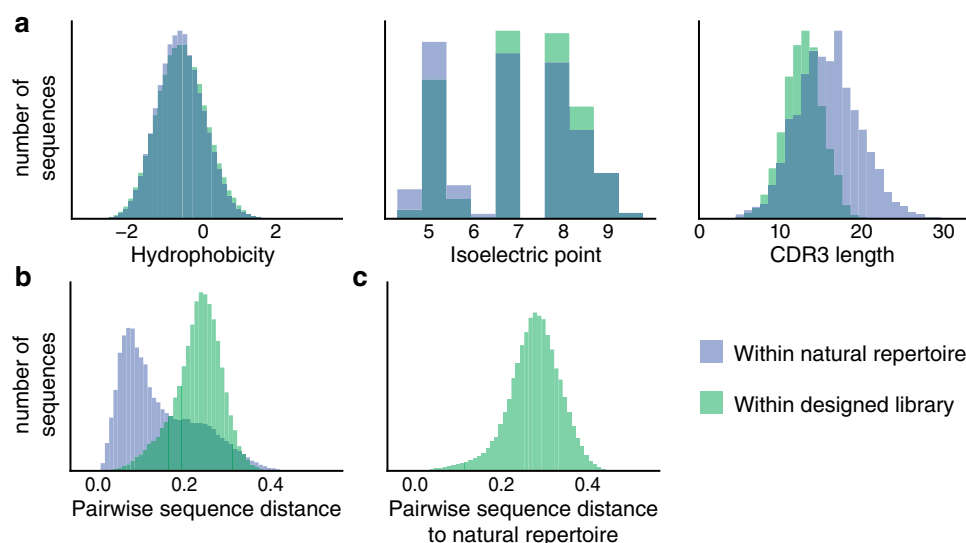 a
number of
sequences
−2 0 2
Hydrophobicity
5 6 7 8 9
Isoelectric point
0 10 20 30
CDR3 length
b
number of
sequences
0.0 0.2 0.4
Pairwise sequence distance
c
0.0 0.2 0.4
Pairwise sequence distance
to natural repertoire
Within natural repertoire
Within designed library